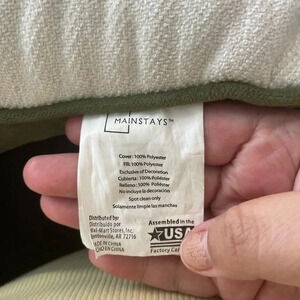 MAINSTAYS™
Cover: 100% Polyester
Fill: 100% Polyester
Exclusive of Decoration
Cubierta: 100% Poliéster
Relleno: 100% Poliéster
No incluye la decoración
Spot clean only
Solamente limpie las manchas
Distributed by
Distribuido por
Wal-Mart Stores, Inc.
Bentonville, AR 72716
MADE IN CHINA
HECHO EN CHINA
Assembled in the
USA
Factory Cer